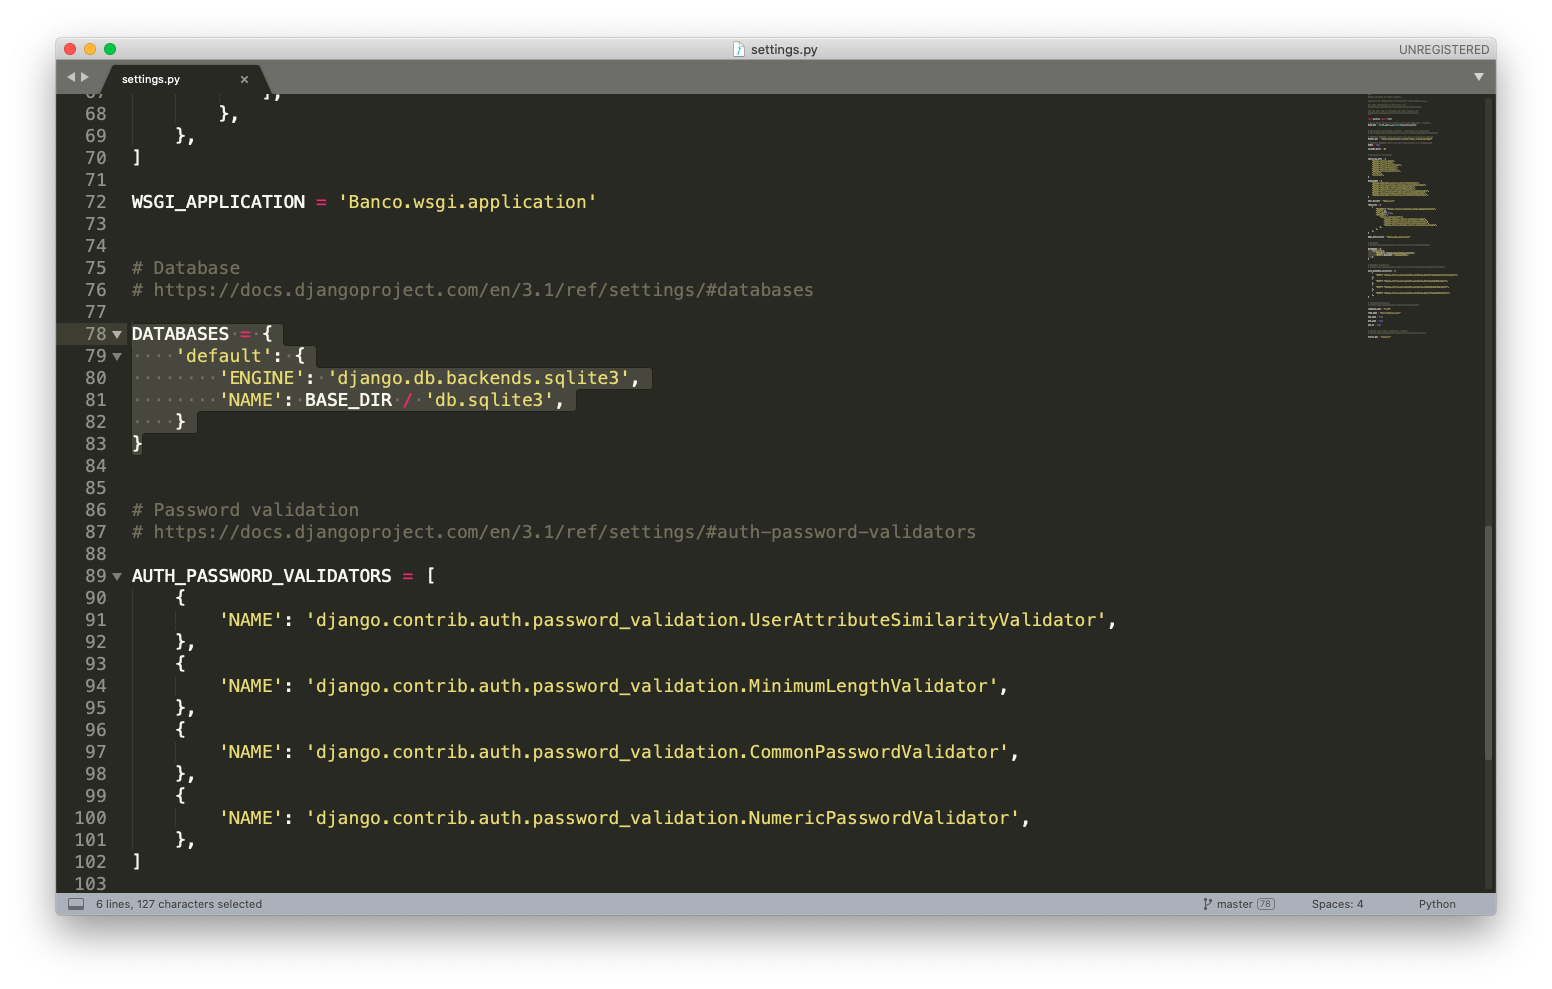 settings.py
UNREGISTERED
settings.py ×
67 ],
68 },
69 },
70 ]
71
72 WSGI_APPLICATION = 'Banco.wsgi.application'
73
74
75 # Database
76 # https://docs.djangoproject.com/en/3.1/ref/settings/#databases
77
78 DATABASES = {
79 'default': {
80 'ENGINE': 'django.db.backends.sqlite3',
81 'NAME': BASE_DIR / 'db.sqlite3',
82 }
83 }
84
85
86 # Password validation
87 # https://docs.djangoproject.com/en/3.1/ref/settings/#auth-password-validators
88
89 AUTH_PASSWORD_VALIDATORS = [
90 {
91 'NAME': 'django.contrib.auth.password_validation.UserAttributeSimilarityValidator',
92 },
93 {
94 'NAME': 'django.contrib.auth.password_validation.MinimumLengthValidator',
95 },
96 {
97 'NAME': 'django.contrib.auth.password_validation.CommonPasswordValidator',
98 },
99 {
100 'NAME': 'django.contrib.auth.password_validation.NumericPasswordValidator',
101 },
102 ]
103
6 lines, 127 characters selected
master 78
Spaces: 4
Python